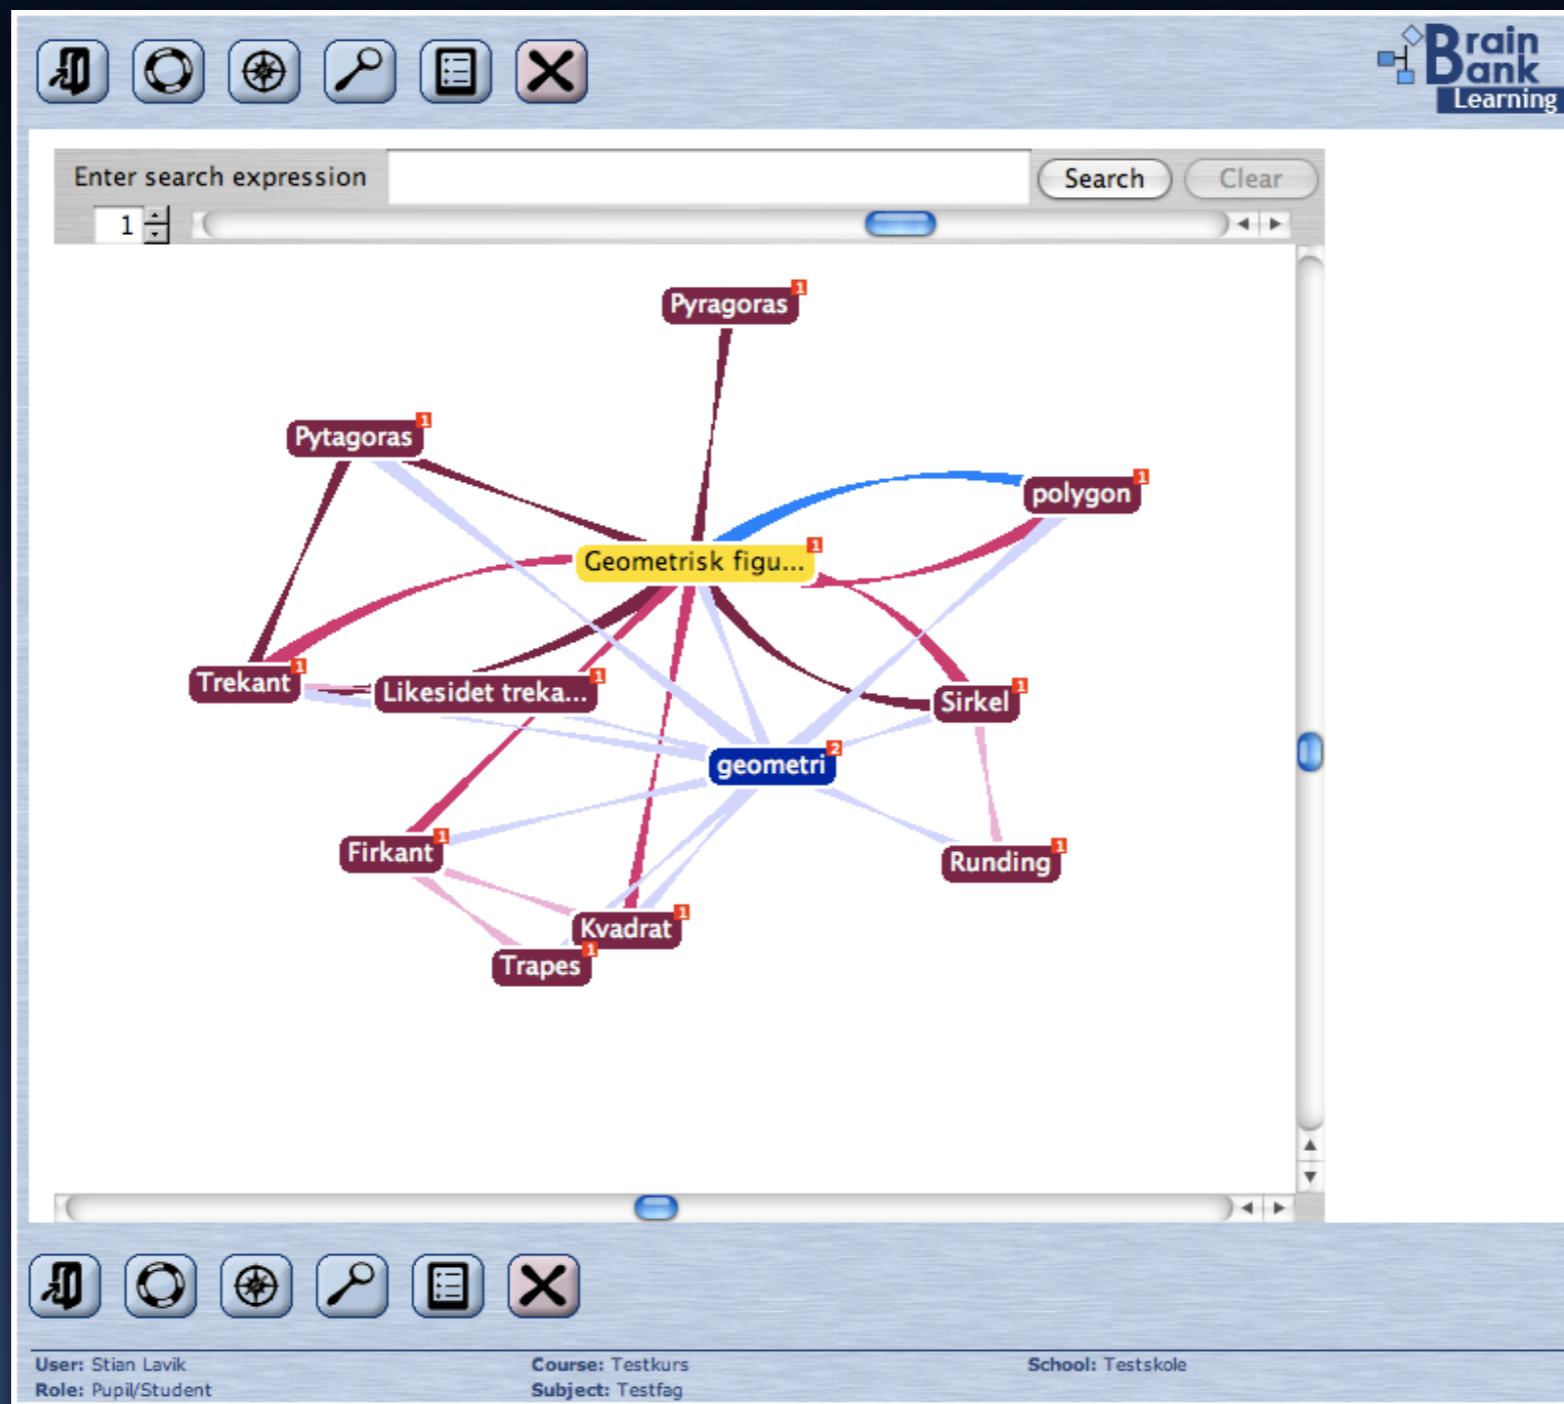 Brain
Bank
Learning
Enter search expression
Search
Clear
1
Pyragoras 1
Pytagoras 1
polygon 1
Geometrisk figu... 1
Trekant 1
Likesidet treka... 1
Sirkel 1
geometri 2
Firkant 1
Runding 1
Kvadrat 1
Trapes 1
User: Stian Lavik
Course: Testkurs
School: Testskole
Role: Pupil/Student
Subject: Testfag